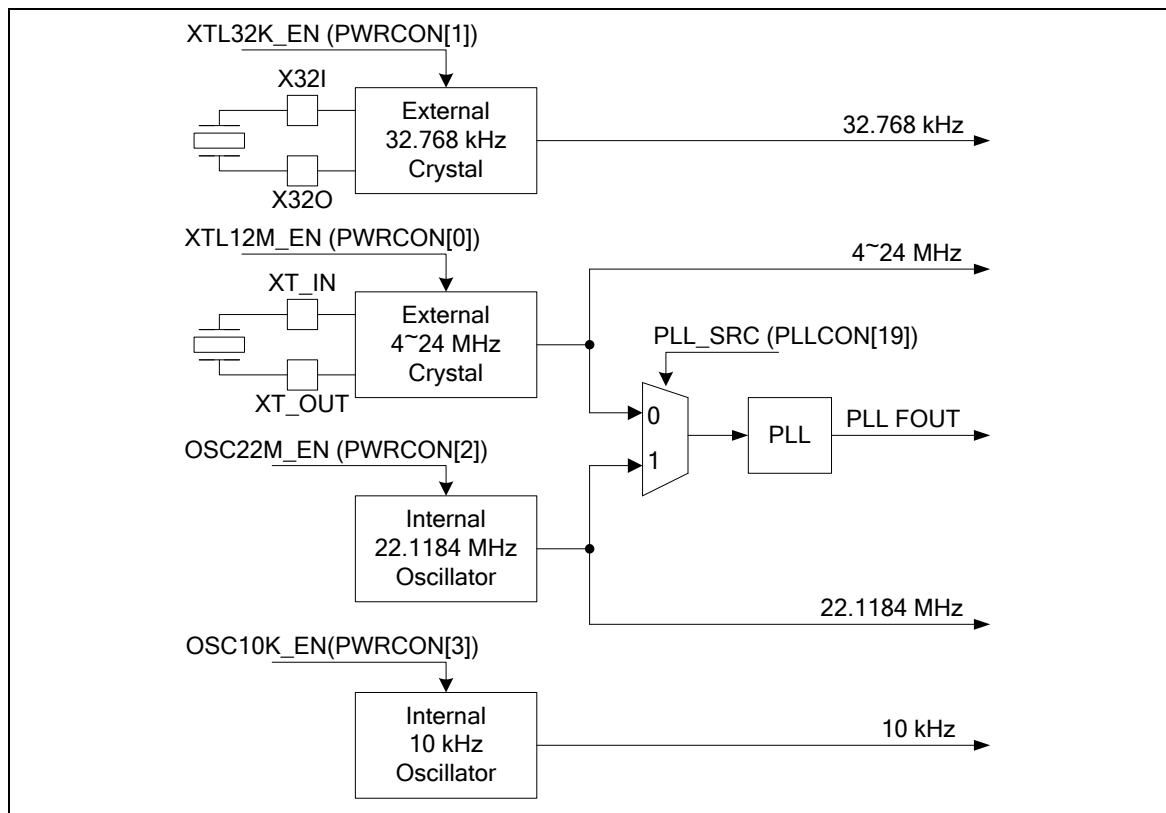 XTL32K_EN (PWRCON[1])
X32I
External
32.768 kHz
Crystal
32.768 kHz
X32O
XTL12M_EN (PWRCON[0])
4~24 MHz
XT_IN
External
4~24 MHz
Crystal
PLL_SRC (PLLCON[19])
XT_OUT
0
1
PLL
PLL FOUT
OSC22M_EN (PWRCON[2])
Internal
22.1184 MHz
Oscillator
22.1184 MHz
OSC10K_EN(PWRCON[3])
Internal
10 kHz
Oscillator
10 kHz